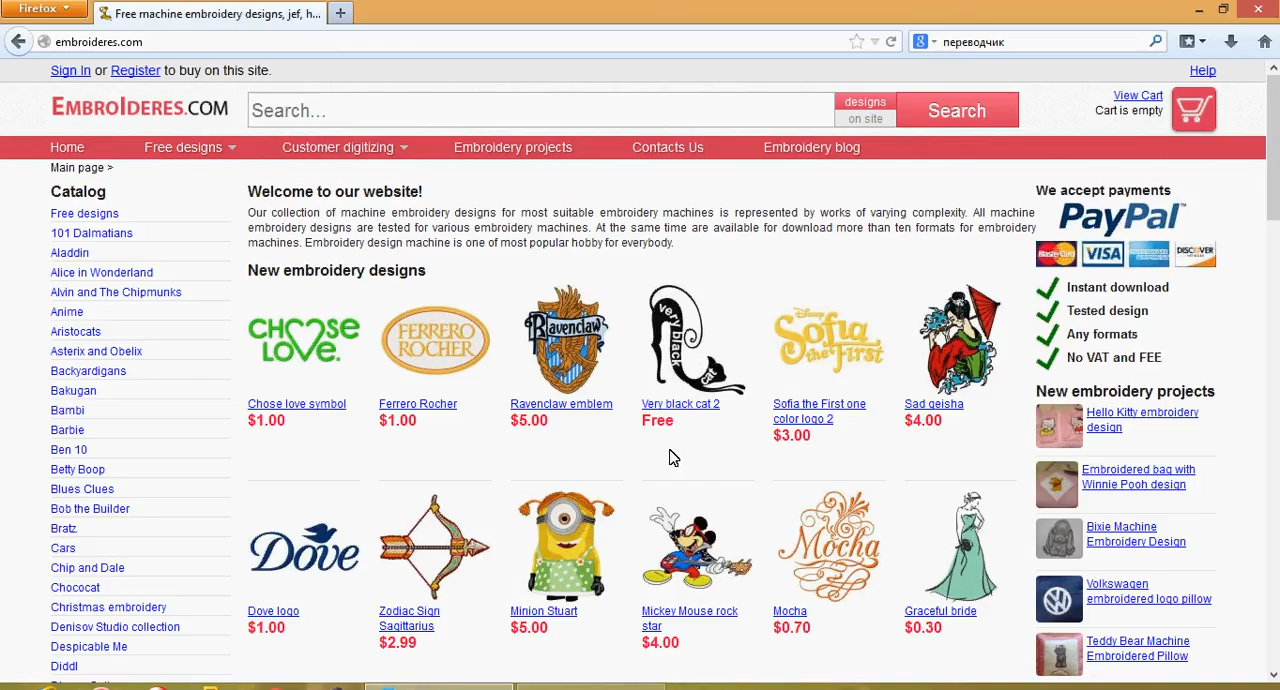 Firefox
Free machine embroidery designs, jef, h...
embroideres.com
переводчик
Sign In or Register to buy on this site.
Help
EMBROIDERES.COM
Search...
designs
on site
Search
View Cart
Cart is empty
Home
Free designs
Customer digitizing
Embroidery projects
Contacts Us
Embroidery blog
Main page >
Catalog
Free designs
101 Dalmatians
Aladdin
Alice in Wonderland
Alvin and The Chipmunks
Anime
Aristocats
Asterix and Obelix
Backyardigans
Bakugan
Bambi
Barbie
Ben 10
Betty Boop
Blues Clues
Bob the Builder
Bratz
Cars
Chip and Dale
Chococat
Christmas embroidery
Denisov Studio collection
Despicable Me
Diddl
Welcome to our website!
Our collection of machine embroidery designs for most suitable embroidery machines is represented by works of varying complexity. All machine
embroidery designs are tested for various embroidery machines. At the same time are available for download more than ten formats for embroidery
machines. Embroidery design machine is one of most popular hobby for everybody.
New embroidery designs
CHOOSE
LOVE.
FERRERO
ROCHER
Ravenclaw
very
black
cat
Disney
Sofia
the First
Chose love symbol
$1.00
Ferrero Rocher
$1.00
Ravenclaw emblem
$5.00
Very black cat 2
Free
Sofia the First one
color logo 2
$3.00
Sad geisha
$4.00
Dove
Mocha
Dove logo
$1.00
Zodiac Sign
Sagittarius
$2.99
Minion Stuart
$5.00
Mickey Mouse rock
star
$4.00
Mocha
$0.70
Graceful bride
$0.30
We accept payments
PayPal
MasterCard
VISA
DISCOVER
Instant download
Tested design
Any formats
No VAT and FEE
New embroidery projects
Hello Kitty embroidery
design
Embroidered bag with
Winnie Pooh design
Bixie Machine
Embroidery Design
Volkswagen
embroidered logo pillow
Teddy Bear Machine
Embroidered Pillow